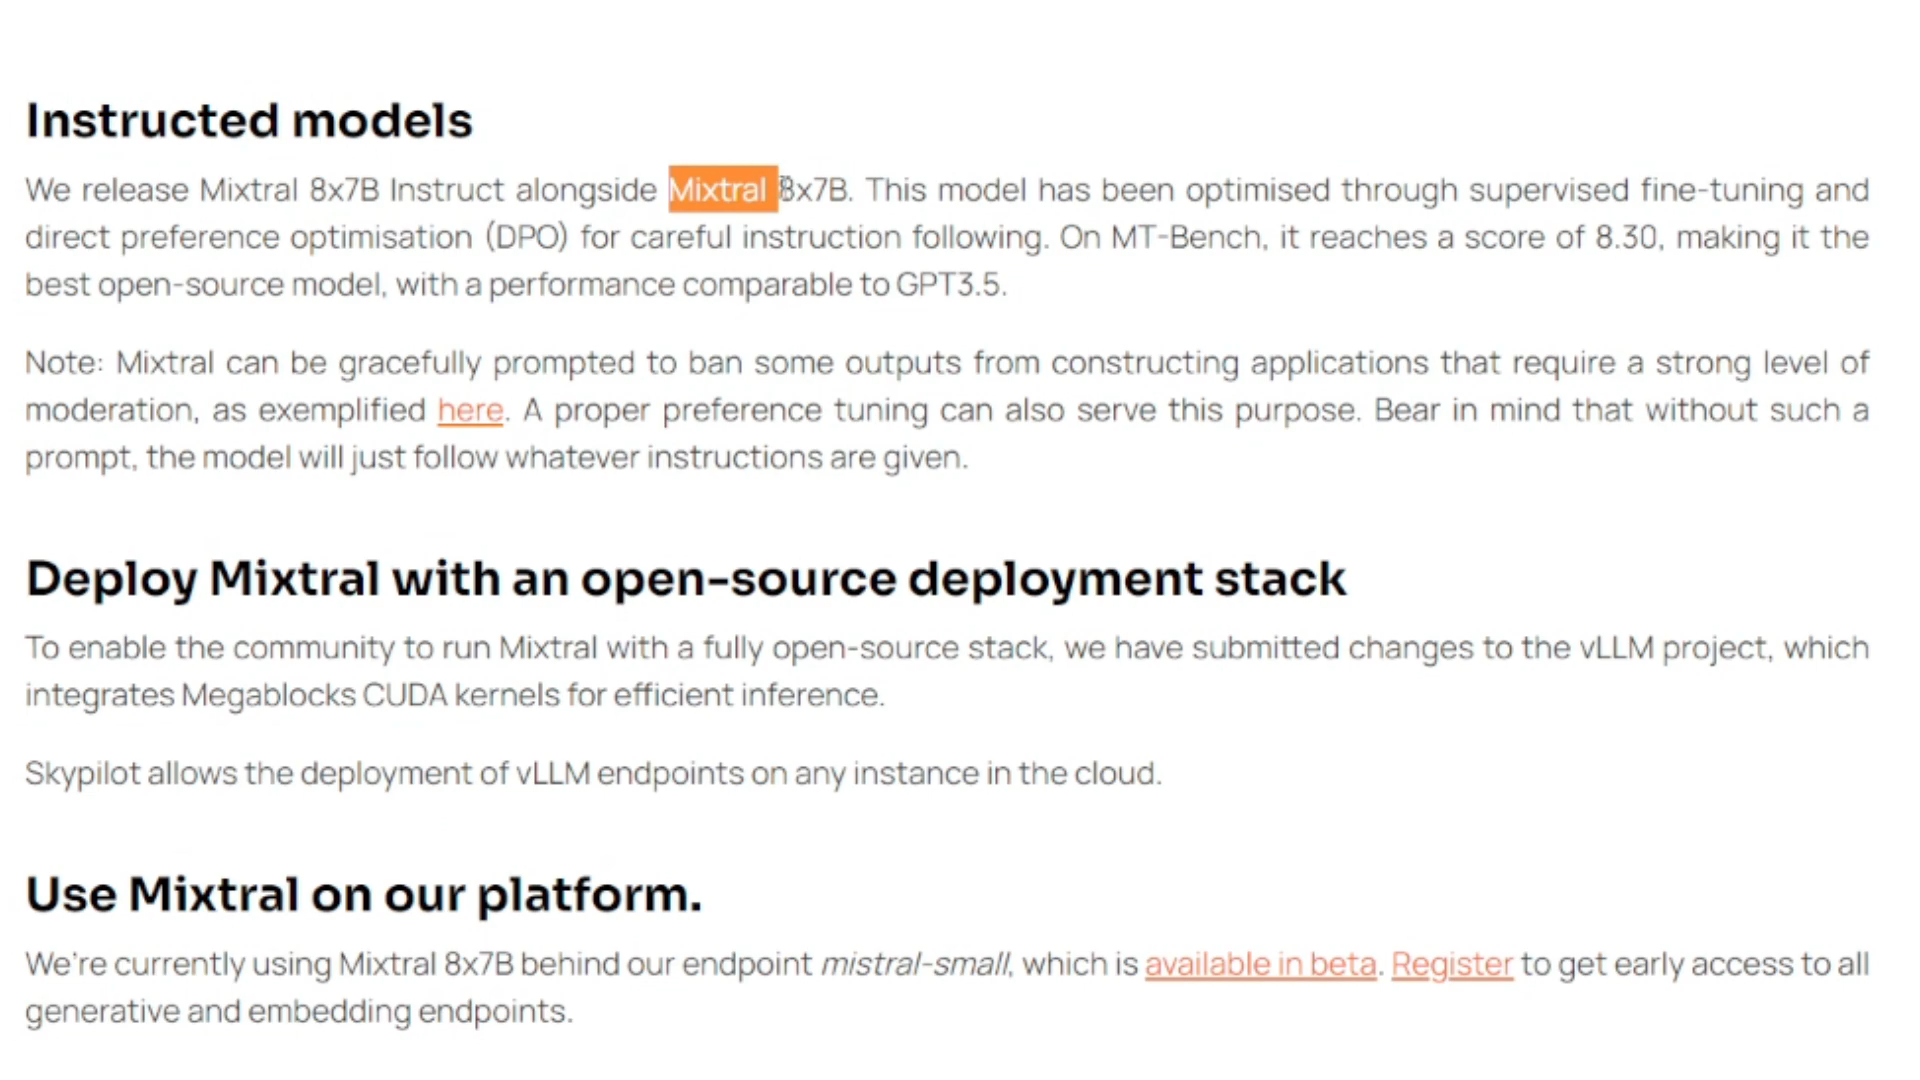 Instructed models
We release Mixtral 8x7B Instruct alongside Mixtral 8x7B. This model has been optimised through supervised fine-tuning and
direct preference optimisation (DPO) for careful instruction following. On MT-Bench, it reaches a score of 8.30, making it the
best open-source model, with a performance comparable to GPT3.5.
Note: Mixtral can be gracefully prompted to ban some outputs from constructing applications that require a strong level of
moderation, as exemplified here. A proper preference tuning can also serve this purpose. Bear in mind that without such a
prompt, the model will just follow whatever instructions are given.
Deploy Mixtral with an open-source deployment stack
To enable the community to run Mixtral with a fully open-source stack, we have submitted changes to the vLLM project, which
integrates Megablocks CUDA kernels for efficient inference.
Skypilot allows the deployment of vLLM endpoints on any instance in the cloud.
Use Mixtral on our platform.
We're currently using Mixtral 8x7B behind our endpoint mistral-small, which is available in beta. Register to get early access to all
generative and embedding endpoints.